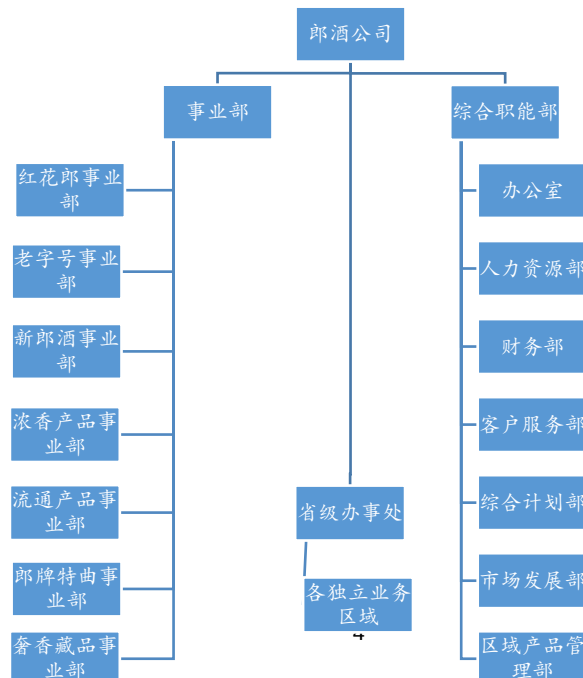 郎酒公司
事业部
综合职能部
红花郎事业
部
老字号事业
部
新郎酒事业
部
浓香产品事
业部
流通产品事
业部
郎牌特曲事
业部
奢香藏品事
业部
省级办事处
各独立业务
区域
4
办公室
人力资源部
财务部
客户服务部
综合计划部
市场发展部
区域产品管
理部